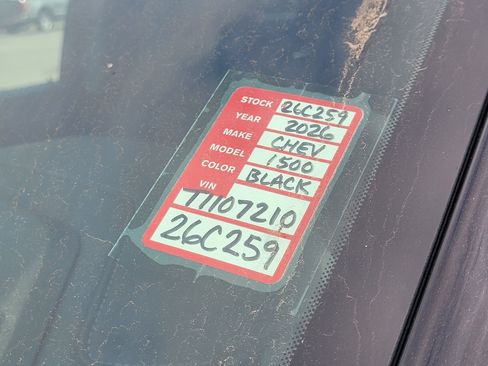 STOCK 26C259
YEAR 2026
MAKE CHEV
MODEL 1500
COLOR BLACK
VIN
T1107210
26C259